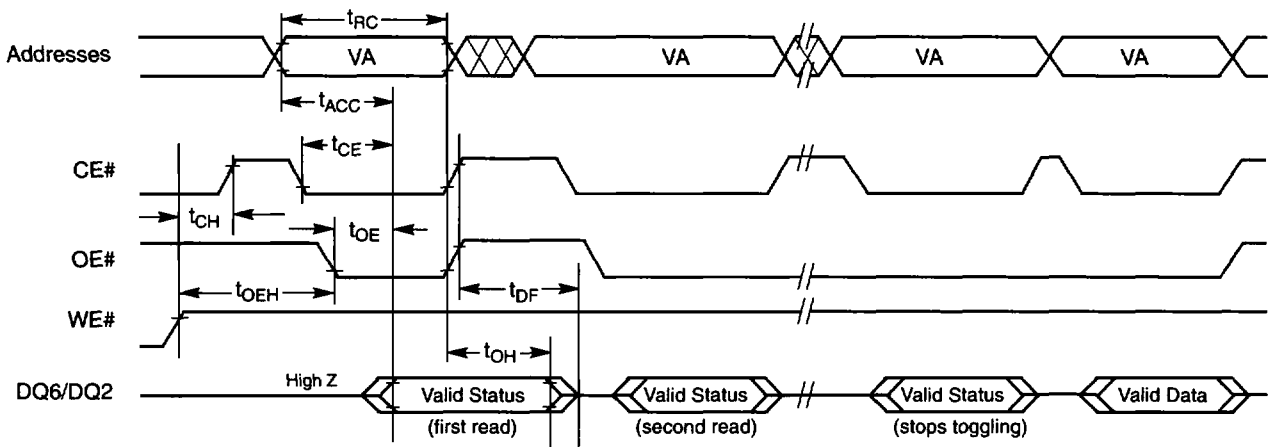 tRC
Addresses VA VA VA VA
tACC
tCE
CE#
tCH
tOE
OE#
tOEH
tDF
WE#
tOH
DQ6/DQ2 High Z Valid Status Valid Status Valid Status Valid Data
(first read) (second read) (stops toggling)